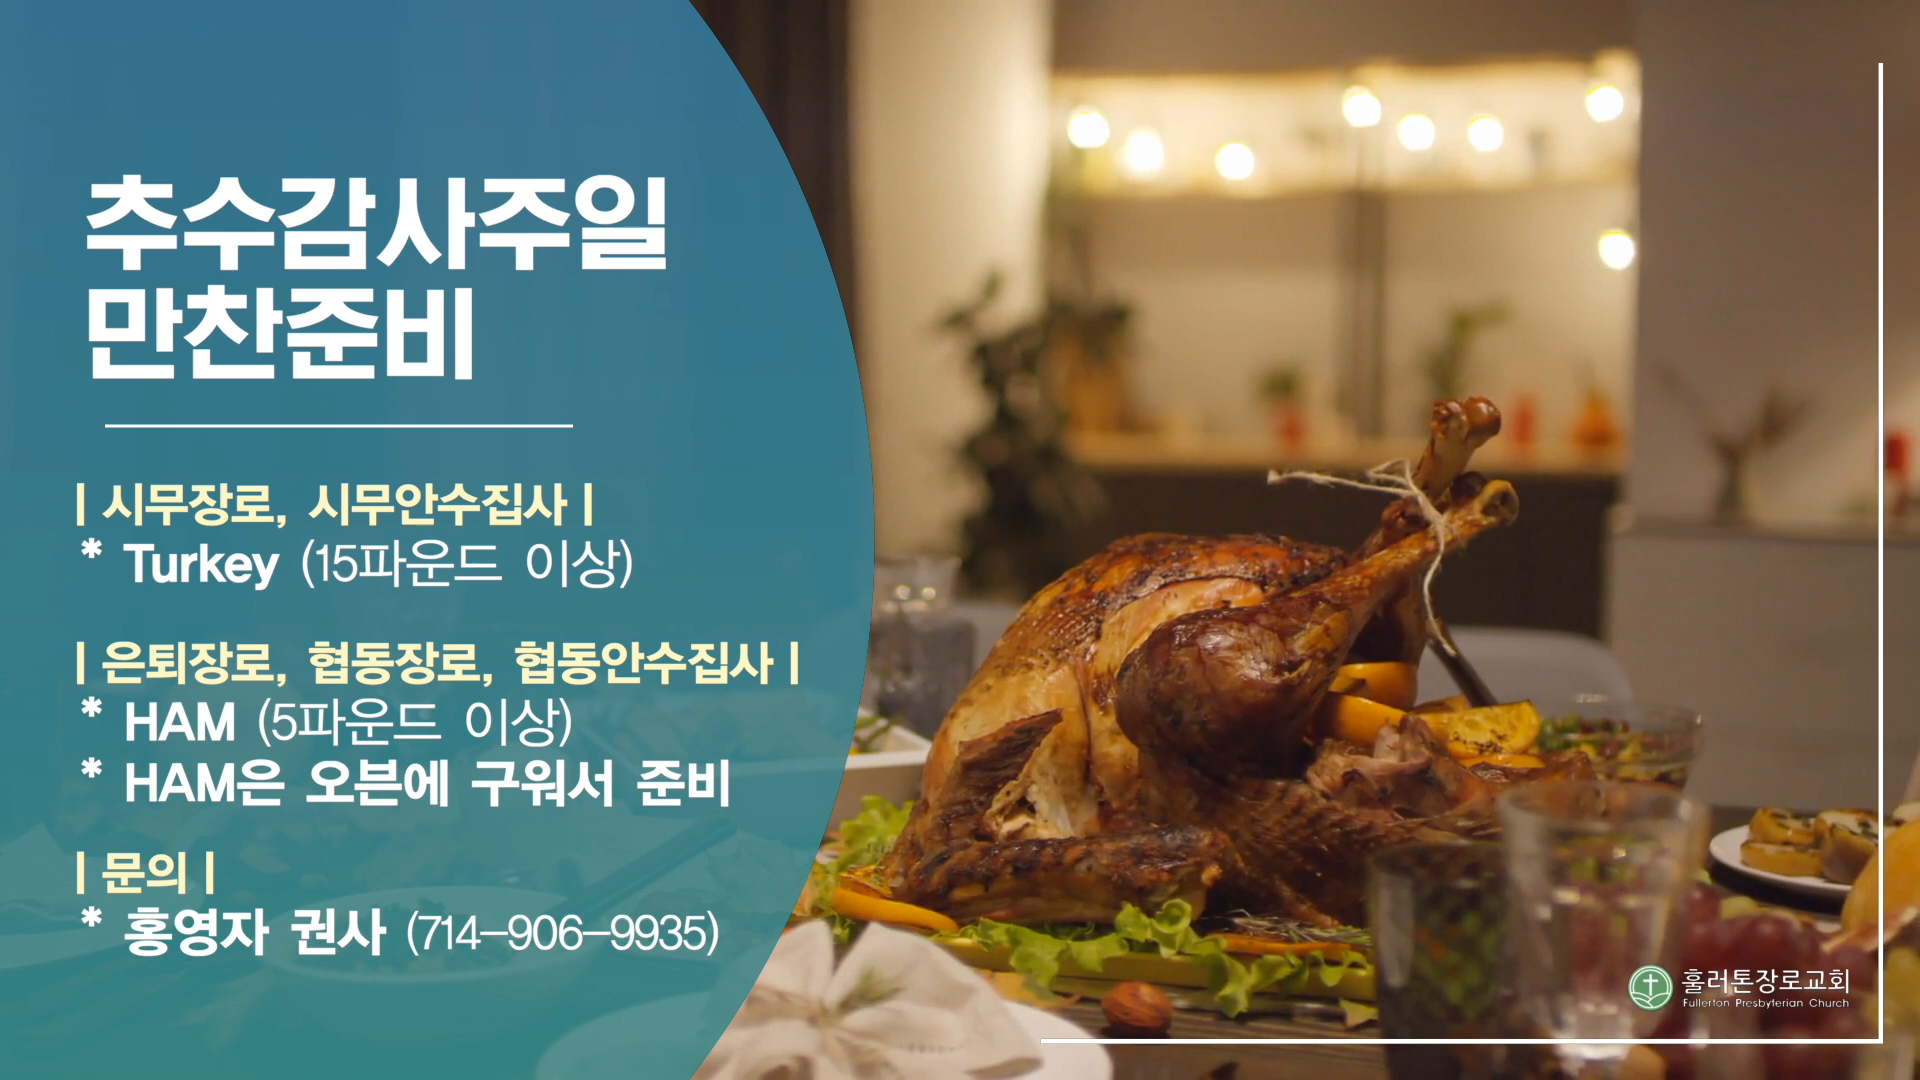 추수감사주일
만찬준비
| 시무장로, 시무안수집사 |
* Turkey (15파운드 이상)
| 은퇴장로, 협동장로, 협동안수집사 |
* HAM (5파운드 이상)
* HAM은 오븐에 구워서 준비
| 문의 |
* 홍영자 권사 (714-906-9935)
훌러톤장로교회
Fullerton Presbyterian Church